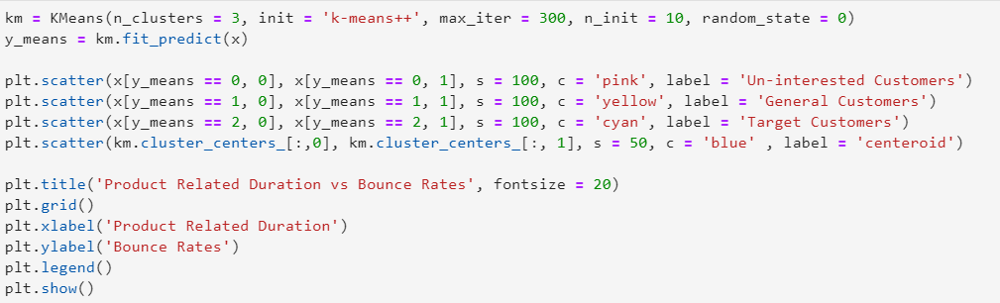 km = KMeans(n_clusters = 3, init = 'k-means++', max_iter = 300, n_init = 10, random_state = 0)
y_means = km.fit_predict(x)
plt.scatter(x[y_means == 0, 0], x[y_means == 0, 1], s = 100, c = 'pink', label = 'Un-interested Customers')
plt.scatter(x[y_means == 1, 0], x[y_means == 1, 1], s = 100, c = 'yellow', label = 'General Customers')
plt.scatter(x[y_means == 2, 0], x[y_means == 2, 1], s = 100, c = 'cyan', label = 'Target Customers')
plt.scatter(km.cluster_centers_[:,0], km.cluster_centers_[:, 1], s = 50, c = 'blue' , label = 'centeroid')
plt.title('Product Related Duration vs Bounce Rates', fontsize = 20)
plt.grid()
plt.xlabel('Product Related Duration')
plt.ylabel('Bounce Rates')
plt.legend()
plt.show()